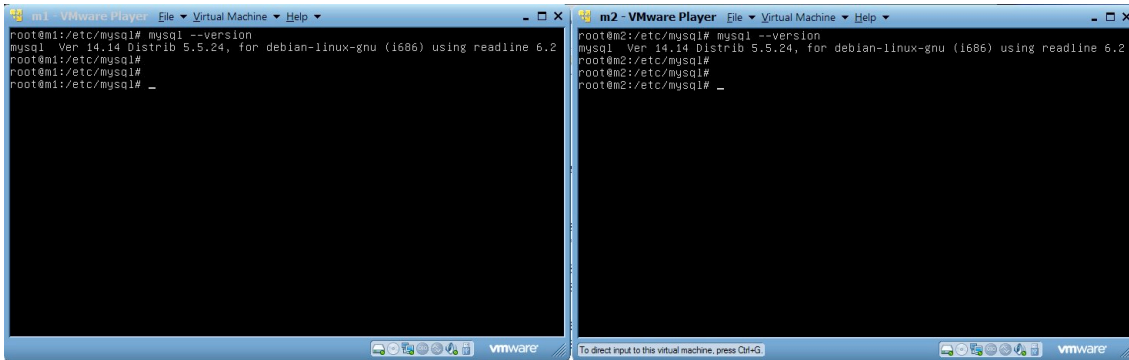 m1 - VMware Player File Virtual Machine Help
root@m1:/etc/mysql# mysql --version
mysql  Ver 14.14 Distrib 5.5.24, for debian-linux-gnu (i686) using readline 6.2
root@m1:/etc/mysql#
root@m1:/etc/mysql#
root@m1:/etc/mysql# _
vmware
m2 - VMware Player File Virtual Machine Help
root@m2:/etc/mysql# mysql --version
mysql  Ver 14.14 Distrib 5.5.24, for debian-linux-gnu (i686) using readline 6.2
root@m2:/etc/mysql#
root@m2:/etc/mysql#
root@m2:/etc/mysql# _
To direct input to this virtual machine, press Ctrl+G.
vmware